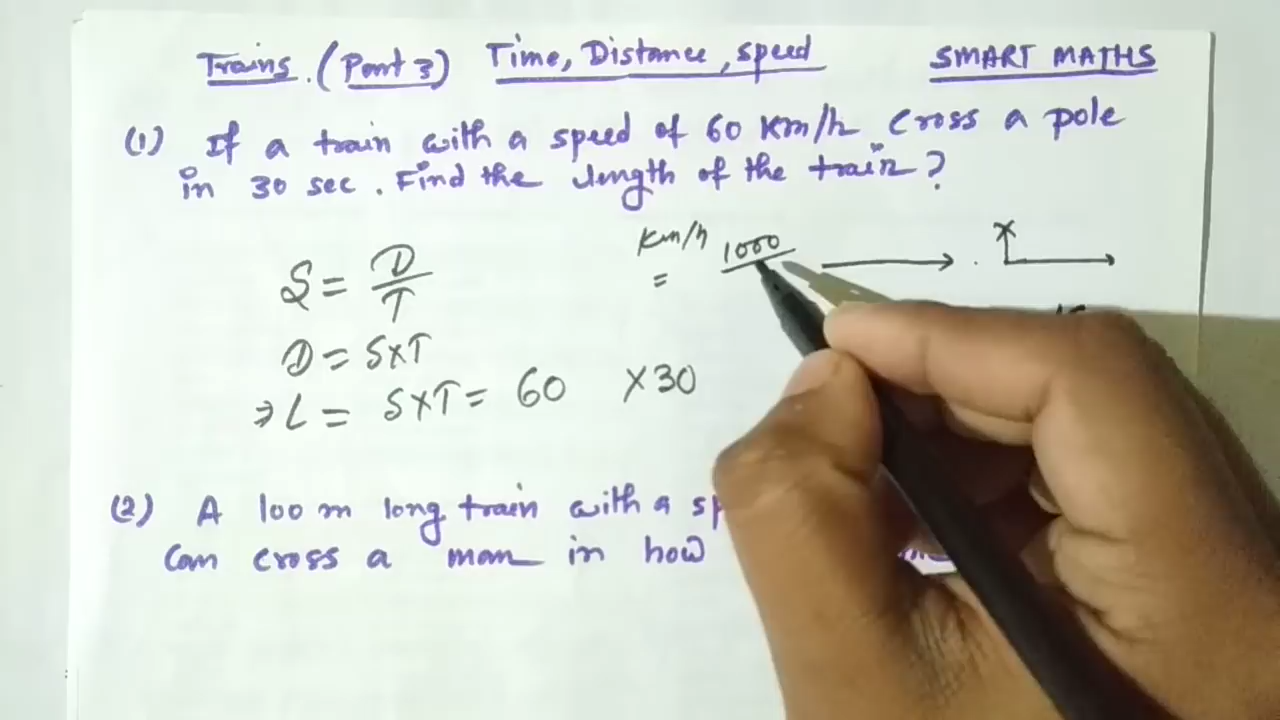 Trains. (Part 3) Time, Distance, speed SMART MATHS
(1) If a train with a speed of 60 Km/h cross a pole
in 30 sec. Find the length of the train?
Km/h
= 1000
S = D/T
D = S×T
⇒ L = S×T = 60 ×30
(2) A 100 m long train with a
Can cross a man in how